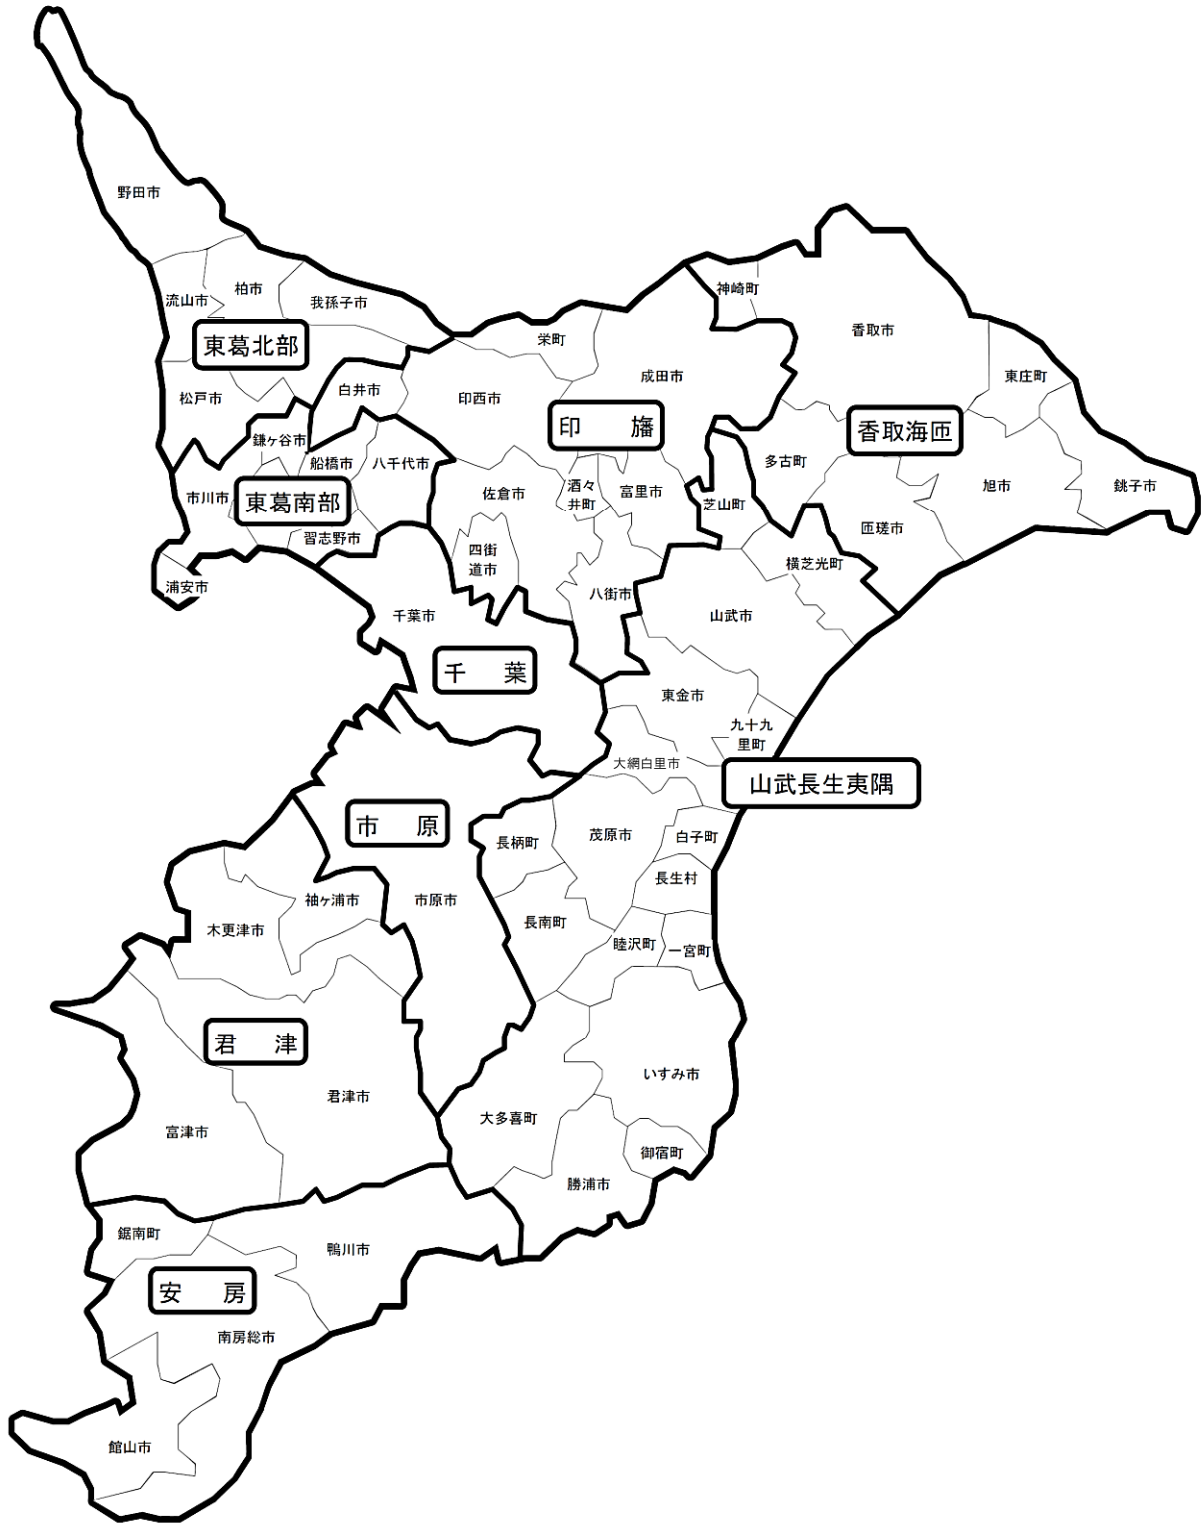 野田市
流山市
柏市
我孫子市
東葛北部
松戸市
白井市
鎌ヶ谷市
船橋市
八千代市
市川市
東葛南部
習志野市
浦安市
栄町
成田市
印西市
印　旛
佐倉市
酒々
井町
富里市
四街
道市
八街市
神崎町
香取市
東庄町
香取海匝
多古町
旭市
銚子市
匝瑳市
芝山町
横芝光町
山武市
千葉市
千　葉
東金市
九十九
里町
大網白里市
山武長生夷隅
市　原
長柄町
茂原市
白子町
長生村
市原市
袖ヶ浦市
木更津市
長南町
睦沢町
一宮町
君　津
いすみ市
君津市
大多喜町
富津市
御宿町
勝浦市
鋸南町
鴨川市
安　房
南房総市
館山市